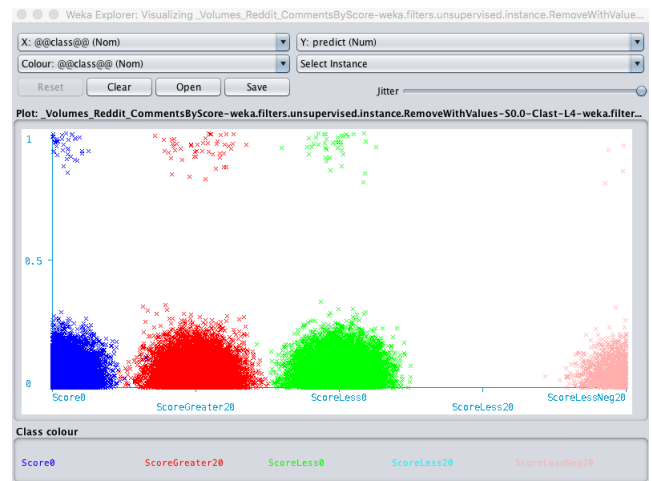 Weka Explorer: Visualizing _Volumes_Reddit_CommentsByScore-weka.filters.unsupervised.instance.RemoveWithValue...
X: @@class@@ (Nom) Y: predict (Num)
Colour: @@class@@ (Nom) Select Instance
Reset Clear Open Save Jitter
Plot: _Volumes_Reddit_CommentsByScore-weka.filters.unsupervised.instance.RemoveWithValues-S0.0-Clast-L4-weka.filter...
1
0.5
0
Score0 ScoreGreater20 ScoreLess0 ScoreLess20 ScoreLessNeg20
Class colour
Score0 ScoreGreater20 ScoreLess0 ScoreLess20 ScoreLessNeg20